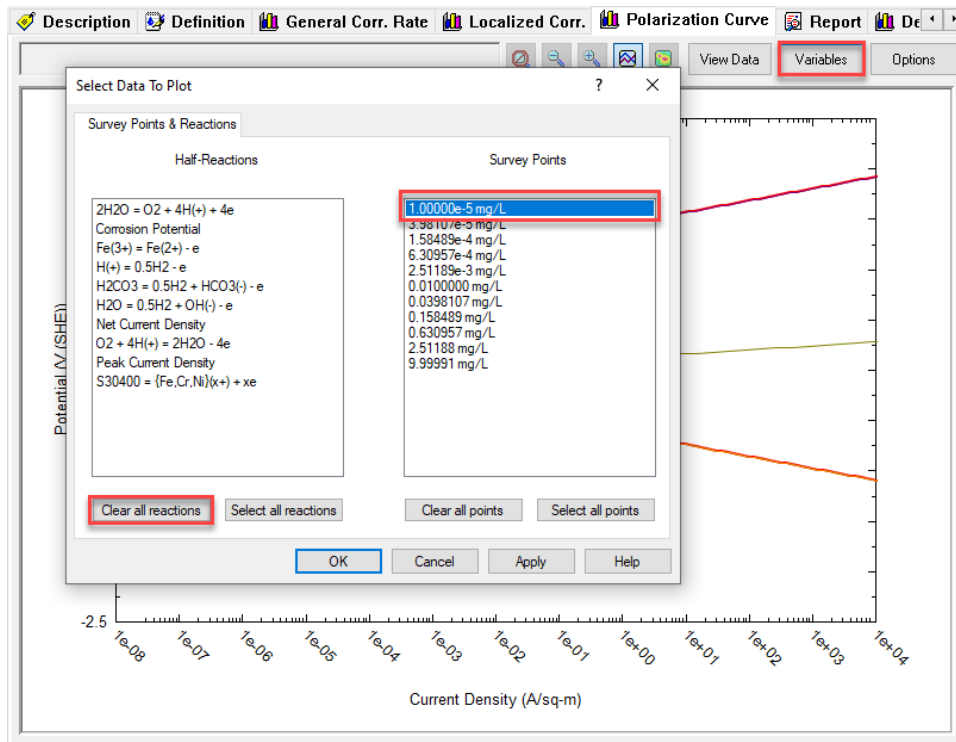 Description Definition General Corr. Rate Localized Corr. Polarization Curve Report De
View Data Variables Options
Select Data To Plot ?
Survey Points & Reactions
Half-Reactions
Survey Points
2H2O = O2 + 4H(+) + 4e
Corrosion Potential
Fe(3+) = Fe(2+) - e
H(+) = 0.5H2 - e
H2CO3 = 0.5H2 + HCO3(-) - e
H2O = 0.5H2 + OH(-) - e
Net Current Density
O2 + 4H(+) = 2H2O - 4e
Peak Current Density
S30400 = {Fe,Cr,Ni}(x+) + xe
1.00000e-5 mg/L
3.98107e-5 mg/L
1.58489e-4 mg/L
6.30957e-4 mg/L
2.51189e-3 mg/L
0.0100000 mg/L
0.0398107 mg/L
0.158489 mg/L
0.630957 mg/L
2.51188 mg/L
9.99991 mg/L
Clear all reactions Select all reactions Clear all points Select all points
OK Cancel Apply Help
Potential (V (SHE))
-2.5
1e-08 1e-07 1e-06 1e-05 1e-04 1e-03 1e-02 1e-01 1e+00 1e+01 1e+02 1e+03 1e+04
Current Density (A/sq-m)